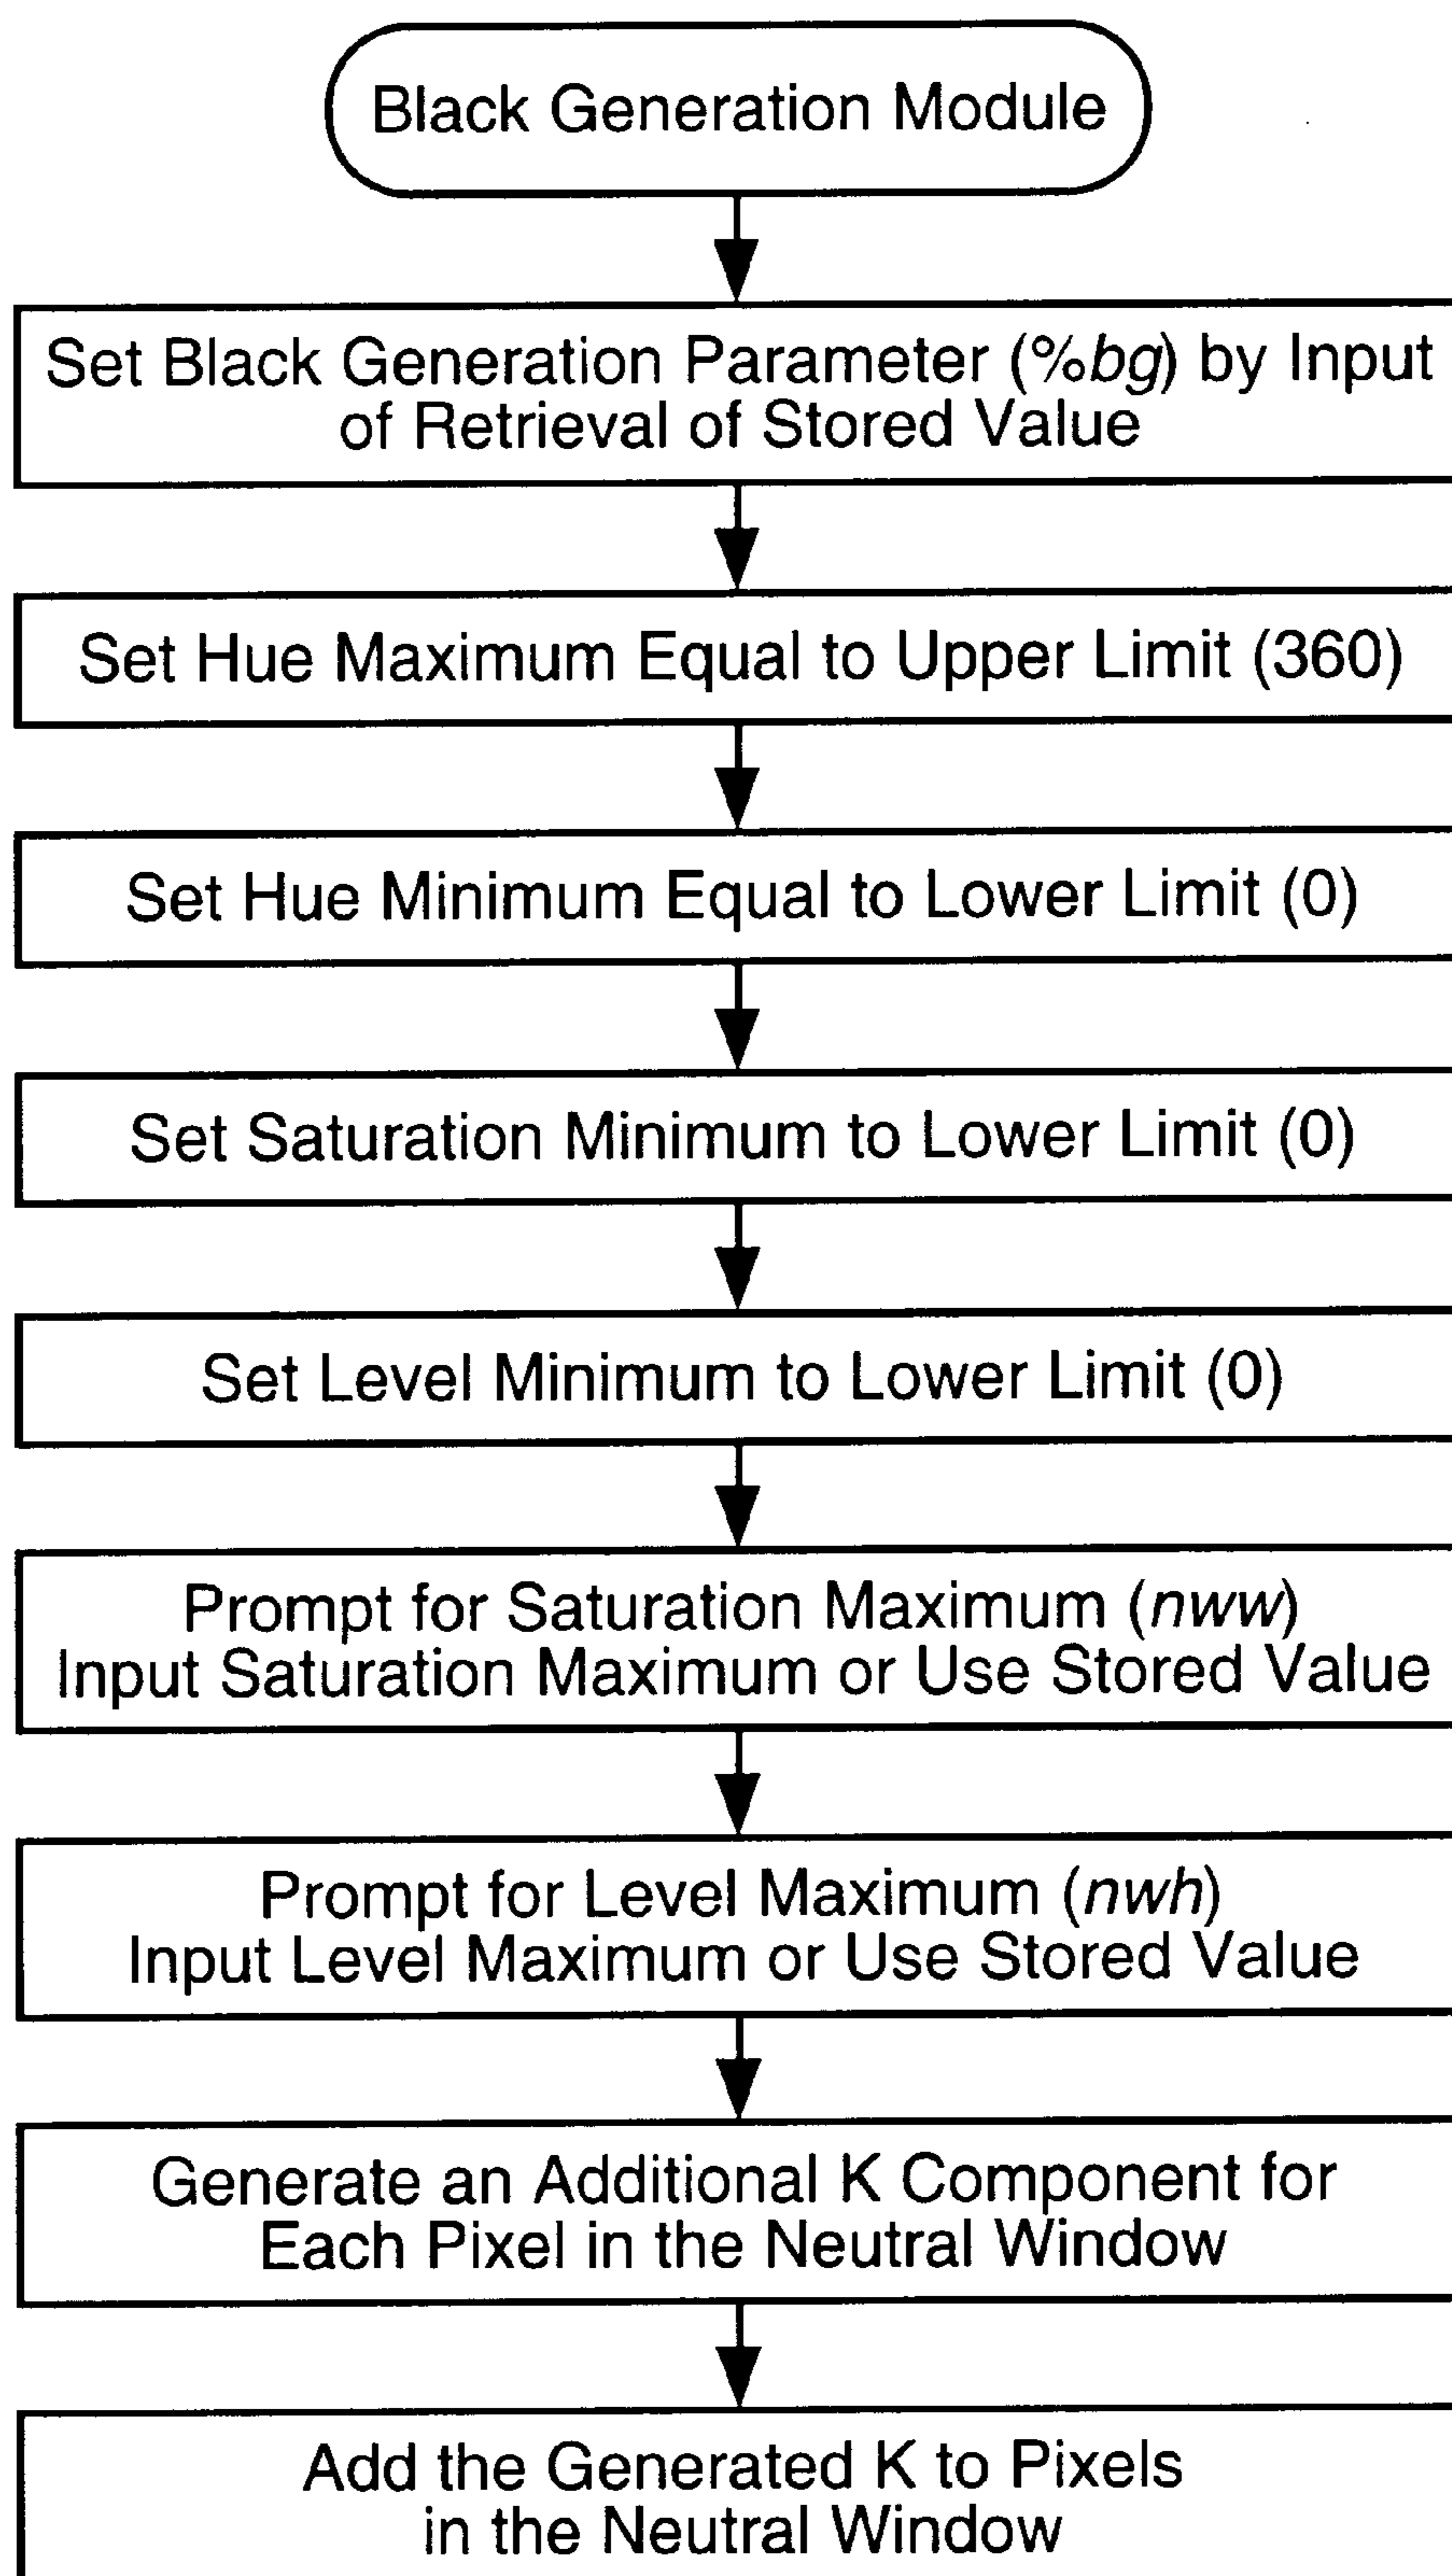 Black Generation Module
Set Black Generation Parameter (%bg) by Input
of Retrieval of Stored Value
Set Hue Maximum Equal to Upper Limit (360)
Set Hue Minimum Equal to Lower Limit (0)
Set Saturation Minimum to Lower Limit (0)
Set Level Minimum to Lower Limit (0)
Prompt for Saturation Maximum (nww)
Input Saturation Maximum or Use Stored Value
Prompt for Level Maximum (nwh)
Input Level Maximum or Use Stored Value
Generate an Additional K Component for
Each Pixel in the Neutral Window
Add the Generated K to Pixels
in the Neutral Window